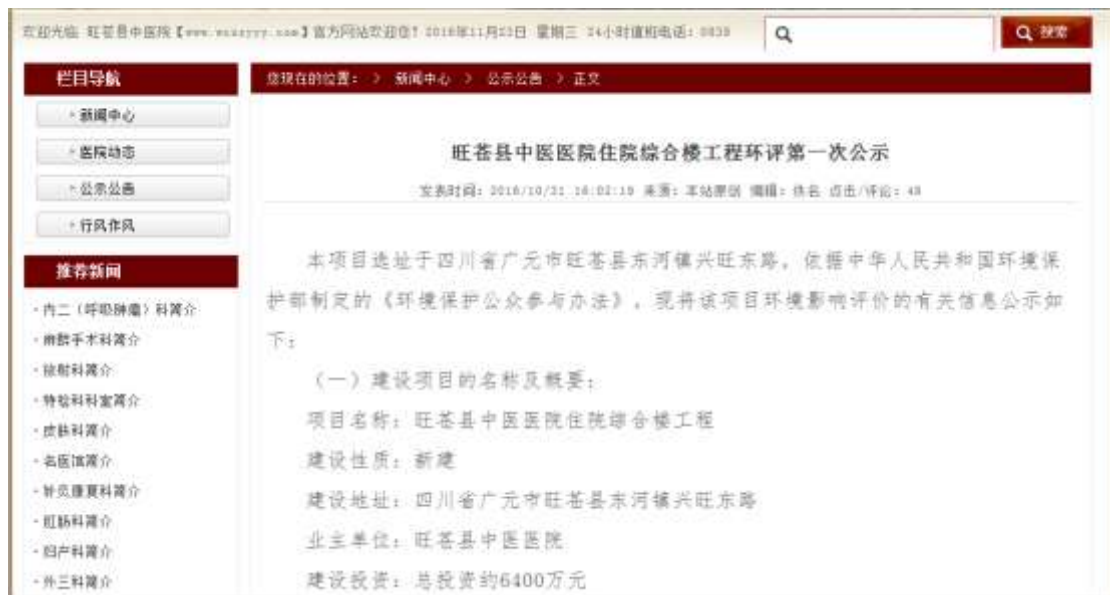 欢迎光临 旺苍县中医院【www. 】官方网站欢迎您! 2018年11月23日 星期三 24小时值班电话: 0839
搜索
栏目导航
您现在的位置: > 新闻中心 > 公示公告 > 正文
· 新闻中心
· 医院动态
· 公示公告
· 行风作风
旺苍县中医医院住院综合楼工程环评第一次公示
发表时间: 2018/10/31 16:02:19 来源: 本站原创 编辑: 佚名 点击/评论: 48
推荐新闻
· 内二(呼吸肿瘤)科简介
· 麻醉手术科简介
· 放射科简介
· 特检科科室简介
· 皮肤科简介
· 名医馆简介
· 针灸康复科简介
· 肛肠科简介
· 妇产科简介
· 外三科简介
本项目选址于四川省广元市旺苍县东河镇兴旺东路,依据中华人民共和国环境保
护部制定的《环境保护公众参与办法》,现将该项目环境影响评价的有关信息公示如
下:
(一)建设项目的名称及概要:
项目名称:旺苍县中医医院住院综合楼工程
建设性质:新建
建设地址:四川省广元市旺苍县东河镇兴旺东路
业主单位:旺苍县中医医院
建设投资:总投资约6400万元